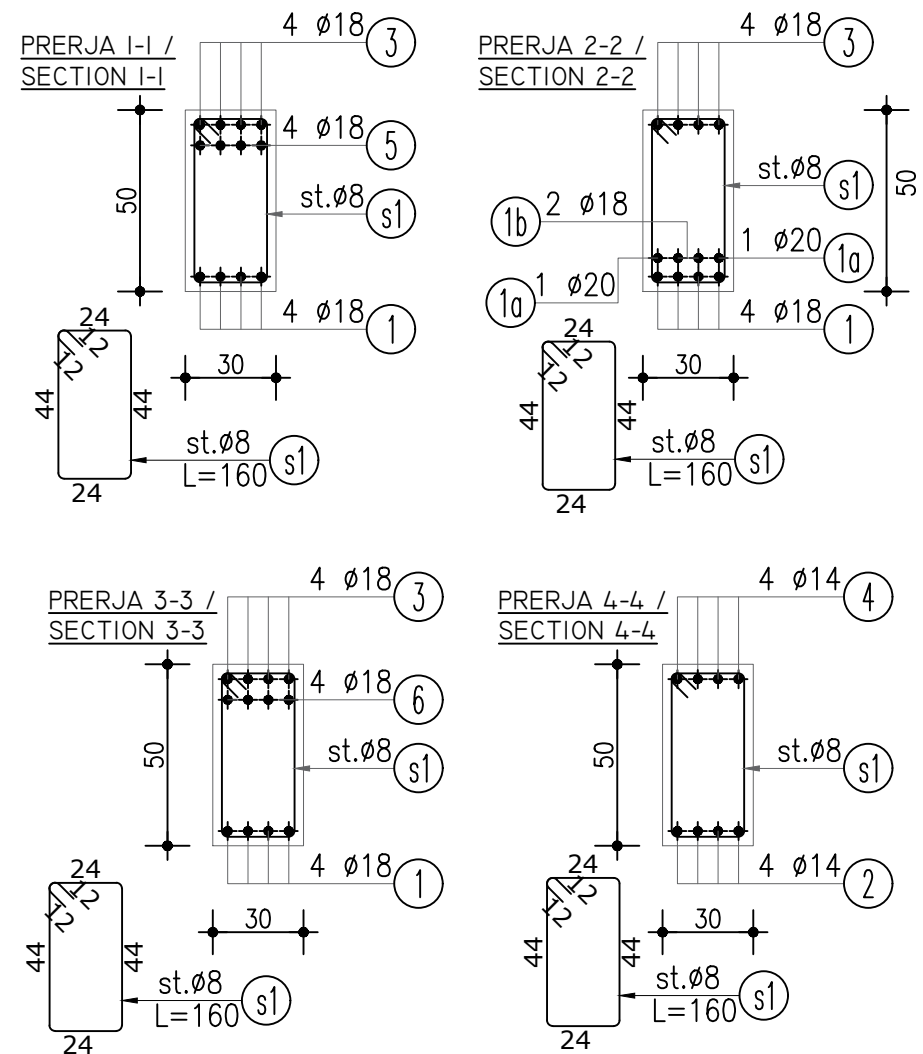 PRERJA 1-1 /
SECTION 1-1
4 ø18
3
4 ø18
5
st.ø8
s1
50
4 ø18
1
30
24
12
12
44
44
24
st.ø8
L=160
s1
PRERJA 2-2 /
SECTION 2-2
4 ø18
3
st.ø8
s1
50
1b
2 ø18
1 ø20
1a
1a
1 ø20
4 ø18
1
30
24
12
12
44
44
24
st.ø8
L=160
s1
PRERJA 3-3 /
SECTION 3-3
4 ø18
3
4 ø18
6
st.ø8
s1
50
4 ø18
1
30
24
12
12
44
44
24
st.ø8
L=160
s1
PRERJA 4-4 /
SECTION 4-4
4 ø14
4
st.ø8
s1
50
4 ø14
2
30
24
12
12
44
44
24
st.ø8
L=160
s1